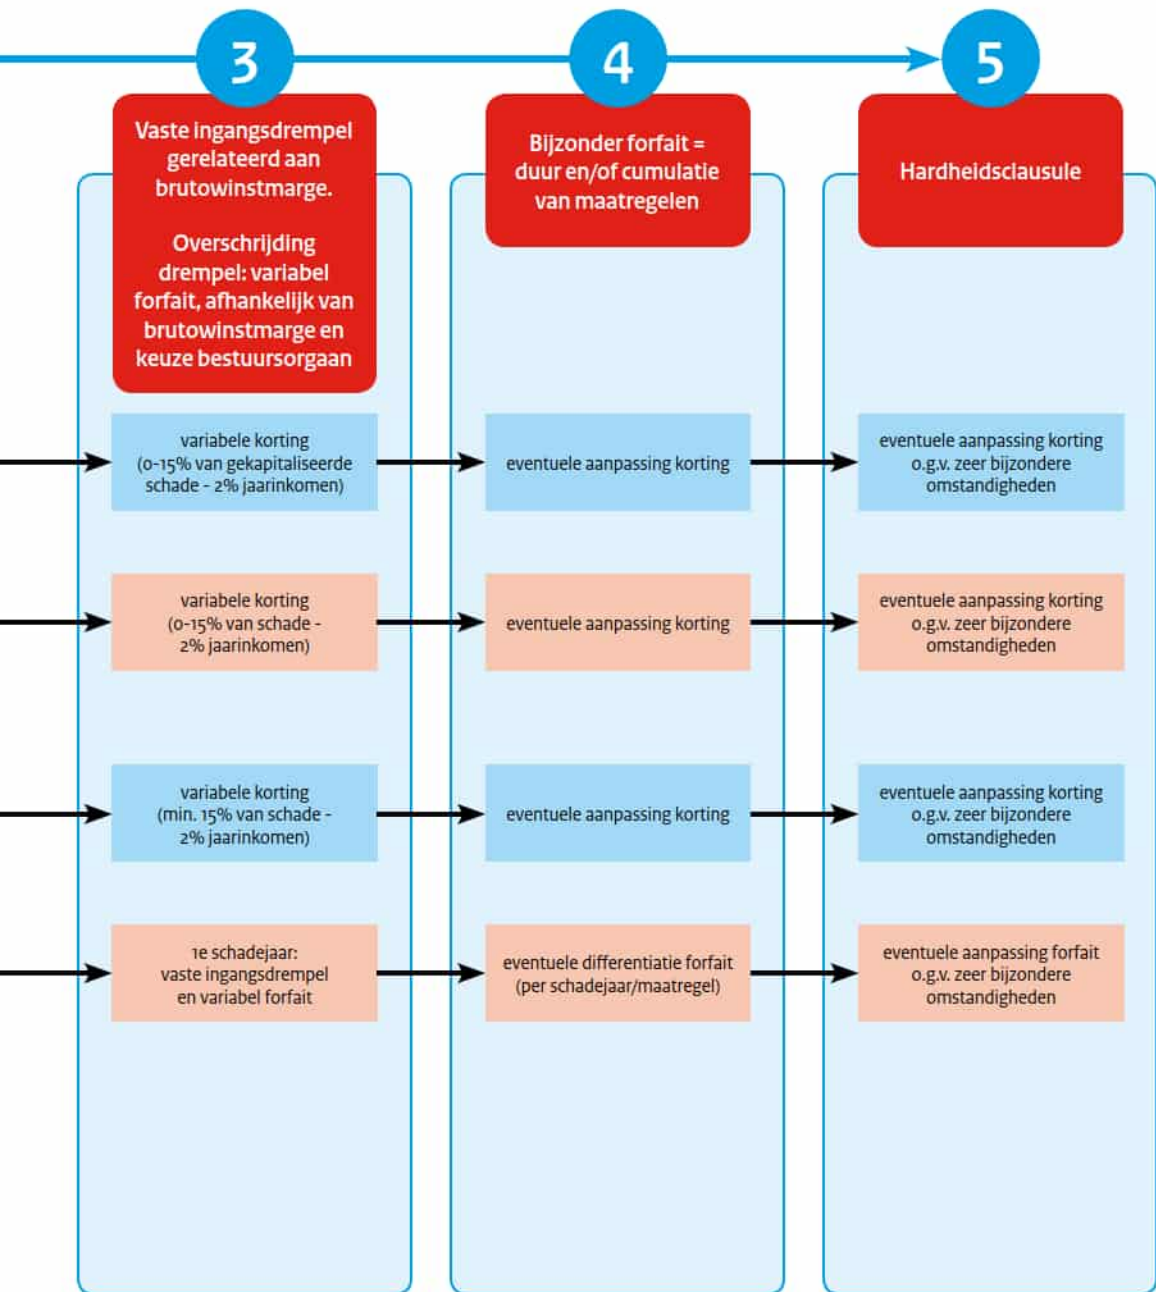 3
4
5
Vaste ingangsdrempel
gerelateerd aan
brutowinstmarge.
Overschrijding
drempel: variabel
forfait, afhankelijk van
brutowinstmarge en
keuze bestuursorgaan
Bijzonder forfait =
duur en/of cumulatie
van maatregelen
Hardheidsclausule
variabele korting
(0-15% van gekapitaliseerde
schade - 2% jaarinkomen)
eventuele aanpassing korting
eventuele aanpassing korting
o.g.v. zeer bijzondere
omstandigheden
variabele korting
(0-15% van schade -
2% jaarinkomen)
eventuele aanpassing korting
eventuele aanpassing korting
o.g.v. zeer bijzondere
omstandigheden
variabele korting
(min. 15% van schade -
2% jaarinkomen)
eventuele aanpassing korting
eventuele aanpassing korting
o.g.v. zeer bijzondere
omstandigheden
1e schadejaar:
vaste ingangsdrempel
en variabel forfait
eventuele differentiatie forfait
(per schadejaar/maatregel)
eventuele aanpassing forfait
o.g.v. zeer bijzondere
omstandigheden